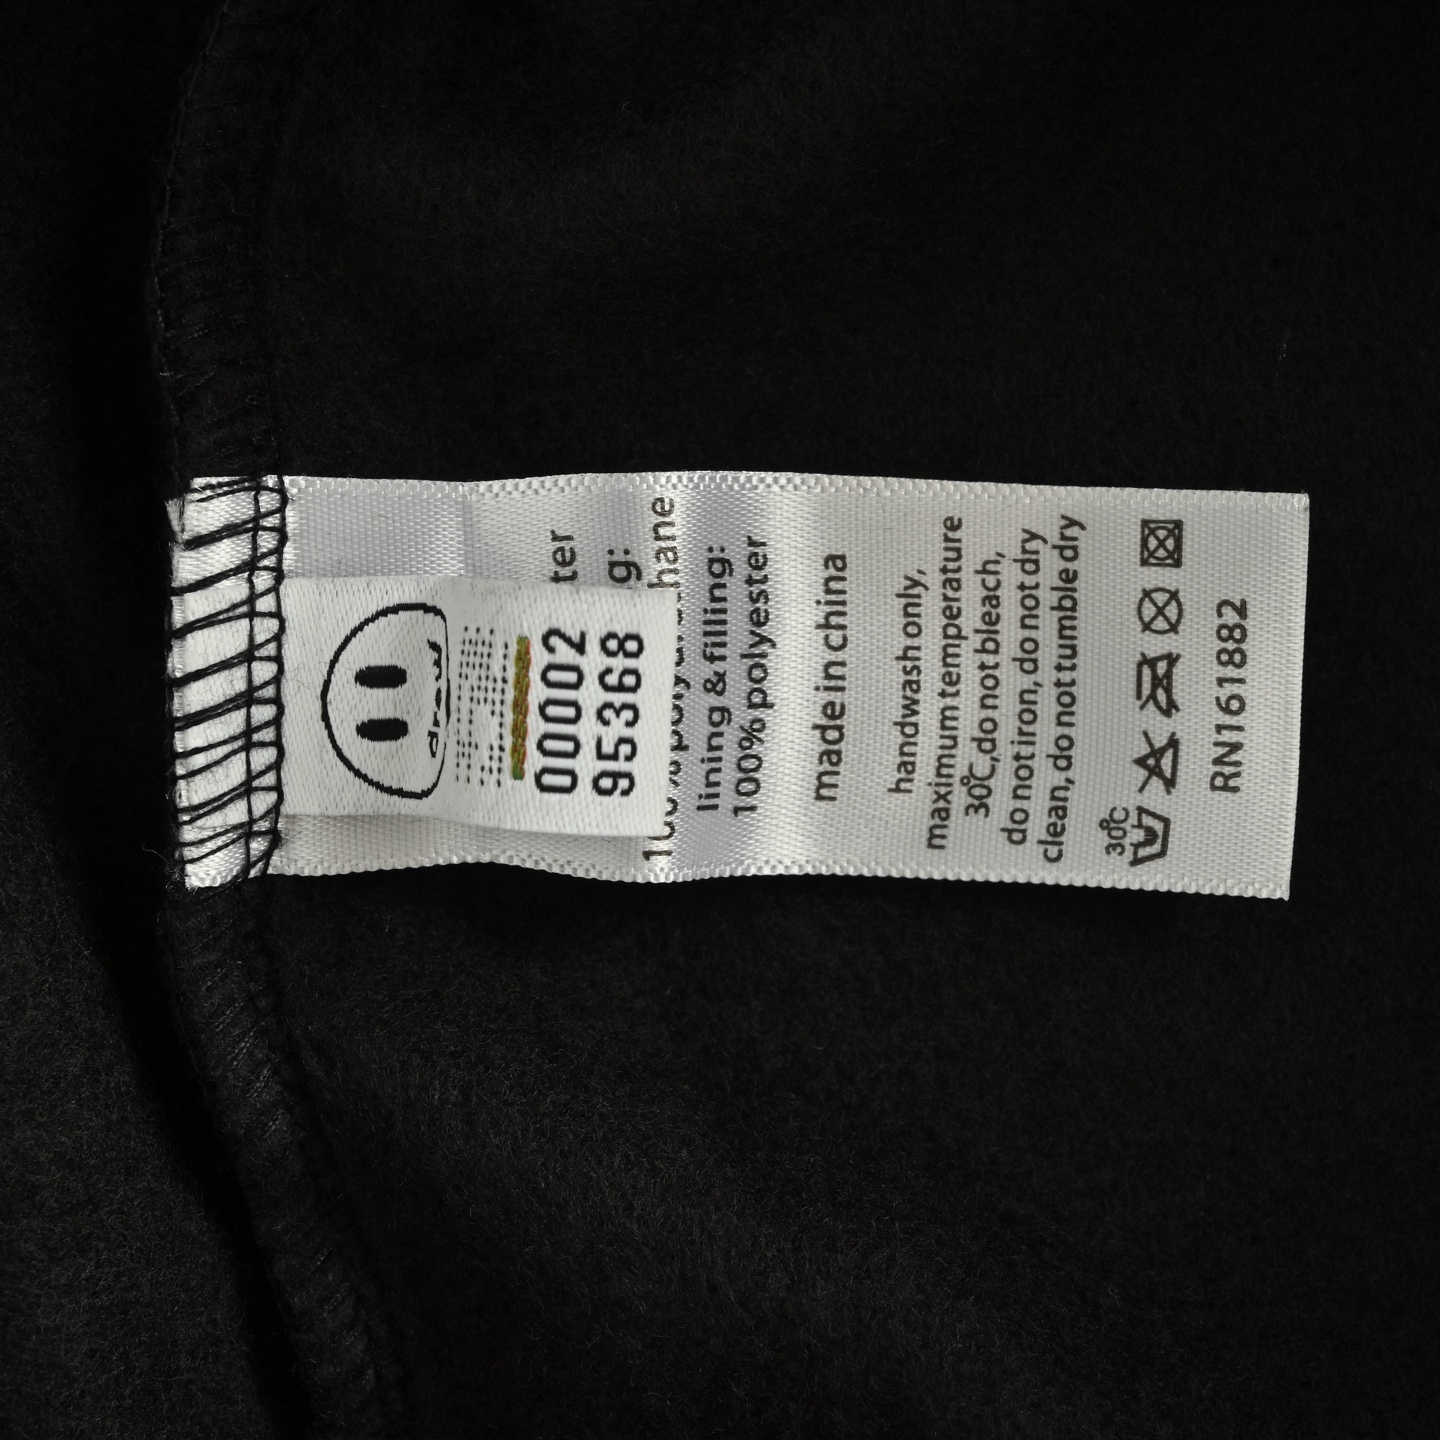 drew
00002
95368
ter
g:
hane
lining & filling:
100% polyester
made in china
handwash only,
maximum temperature
30℃, do not bleach,
do not iron, do not dry
clean, do not tumble dry
30℃
RN161882